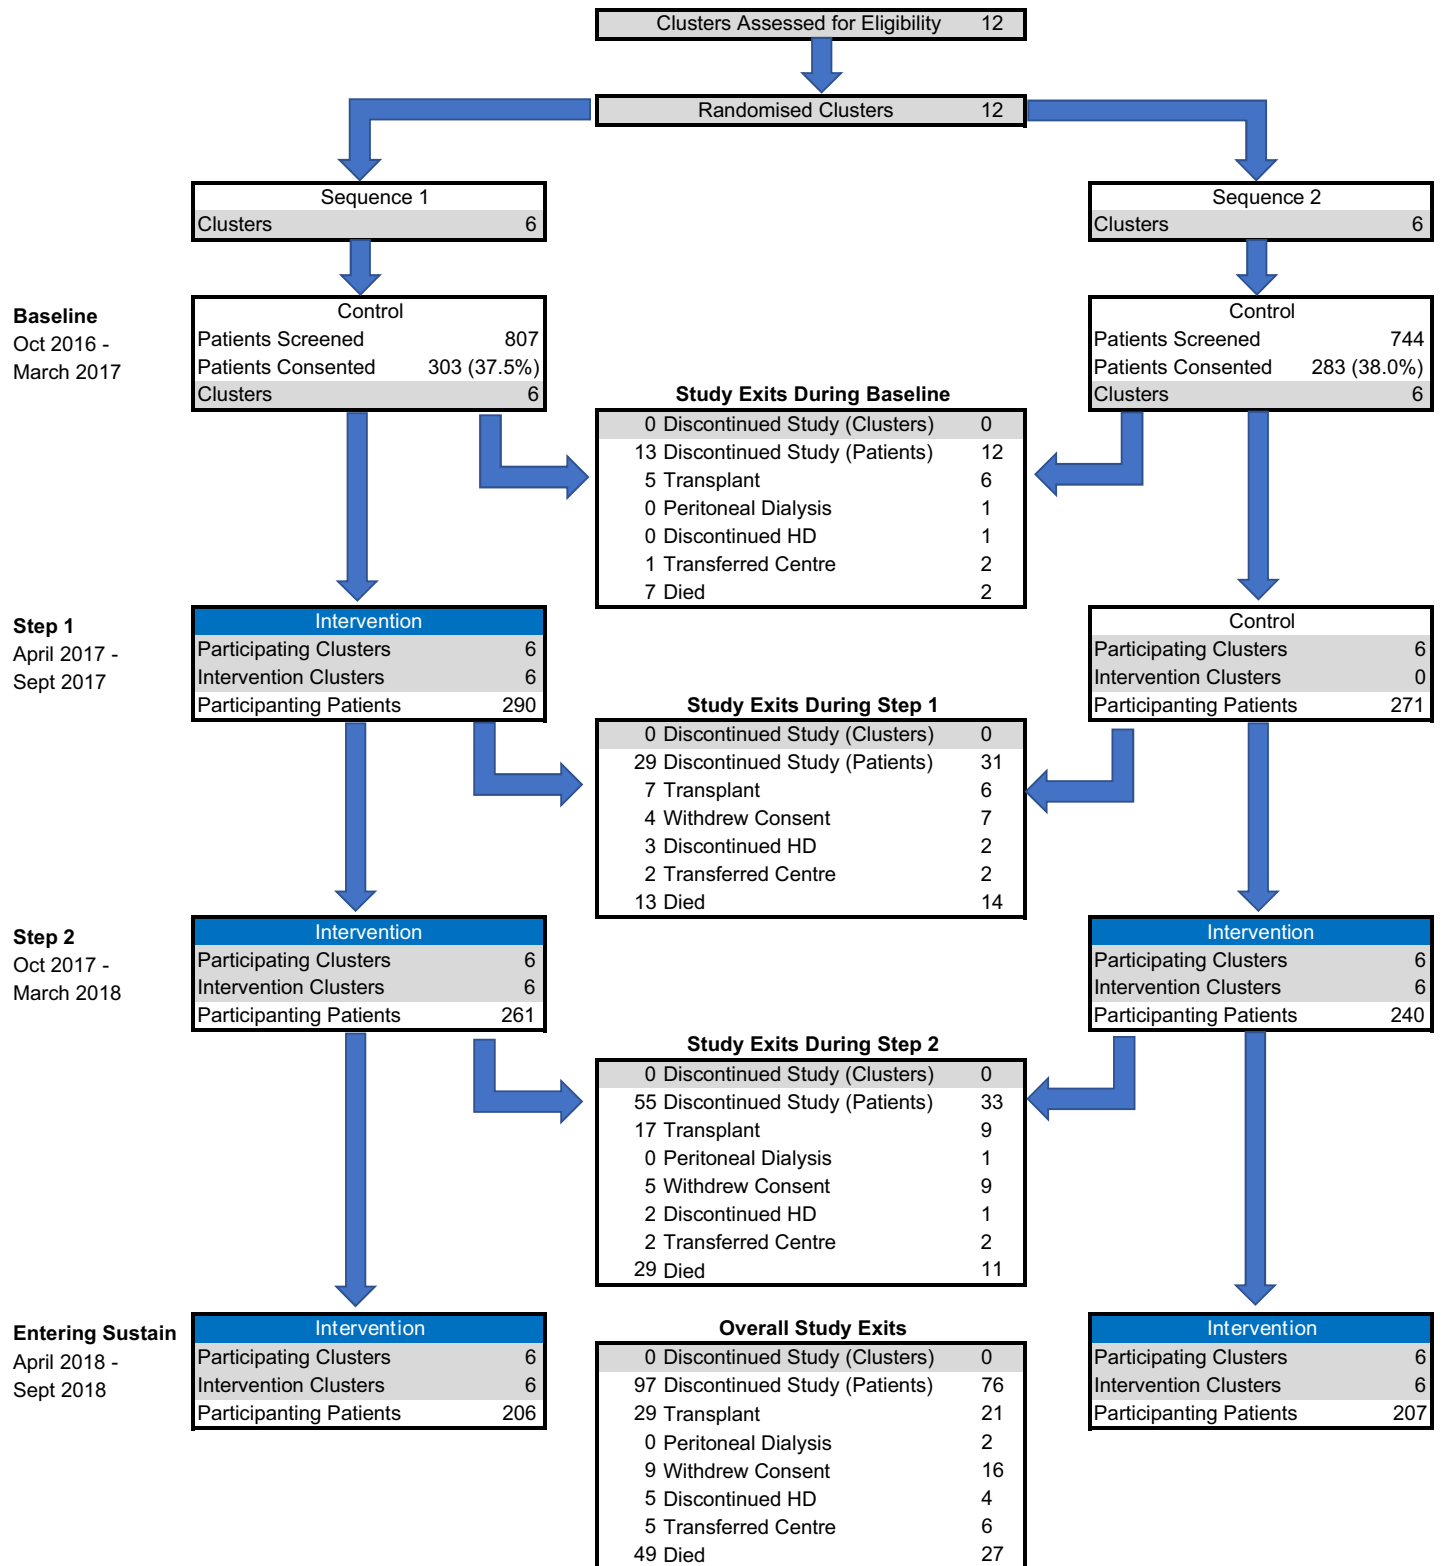 Clusters Assessed for Eligibility 12
Randomised Clusters 12
Sequence 1
Clusters 6
Sequence 2
Clusters 6
Baseline
Oct 2016 -
March 2017
Control
Patients Screened 807
Patients Consented 303 (37.5%)
Clusters 6
Control
Patients Screened 744
Patients Consented 283 (38.0%)
Clusters 6
Study Exits During Baseline
0 Discontinued Study (Clusters) 0
13 Discontinued Study (Patients) 12
5 Transplant 6
0 Peritoneal Dialysis 1
0 Discontinued HD 1
1 Transferred Centre 2
7 Died 2
Step 1
April 2017 -
Sept 2017
Intervention
Participating Clusters 6
Intervention Clusters 6
Participanting Patients 290
Control
Participating Clusters 6
Intervention Clusters 0
Participanting Patients 271
Study Exits During Step 1
0 Discontinued Study (Clusters) 0
29 Discontinued Study (Patients) 31
7 Transplant 6
4 Withdrew Consent 7
3 Discontinued HD 2
2 Transferred Centre 2
13 Died 14
Step 2
Oct 2017 -
March 2018
Intervention
Participating Clusters 6
Intervention Clusters 6
Participanting Patients 261
Intervention
Participating Clusters 6
Intervention Clusters 6
Participanting Patients 240
Study Exits During Step 2
0 Discontinued Study (Clusters) 0
55 Discontinued Study (Patients) 33
17 Transplant 9
0 Peritoneal Dialysis 1
5 Withdrew Consent 9
2 Discontinued HD 1
2 Transferred Centre 2
29 Died 11
Entering Sustain
April 2018 -
Sept 2018
Intervention
Participating Clusters 6
Intervention Clusters 6
Participanting Patients 206
Overall Study Exits
0 Discontinued Study (Clusters) 0
97 Discontinued Study (Patients) 76
29 Transplant 21
0 Peritoneal Dialysis 2
9 Withdrew Consent 16
5 Discontinued HD 4
5 Transferred Centre 6
49 Died 27
Intervention
Participating Clusters 6
Intervention Clusters 6
Participanting Patients 207